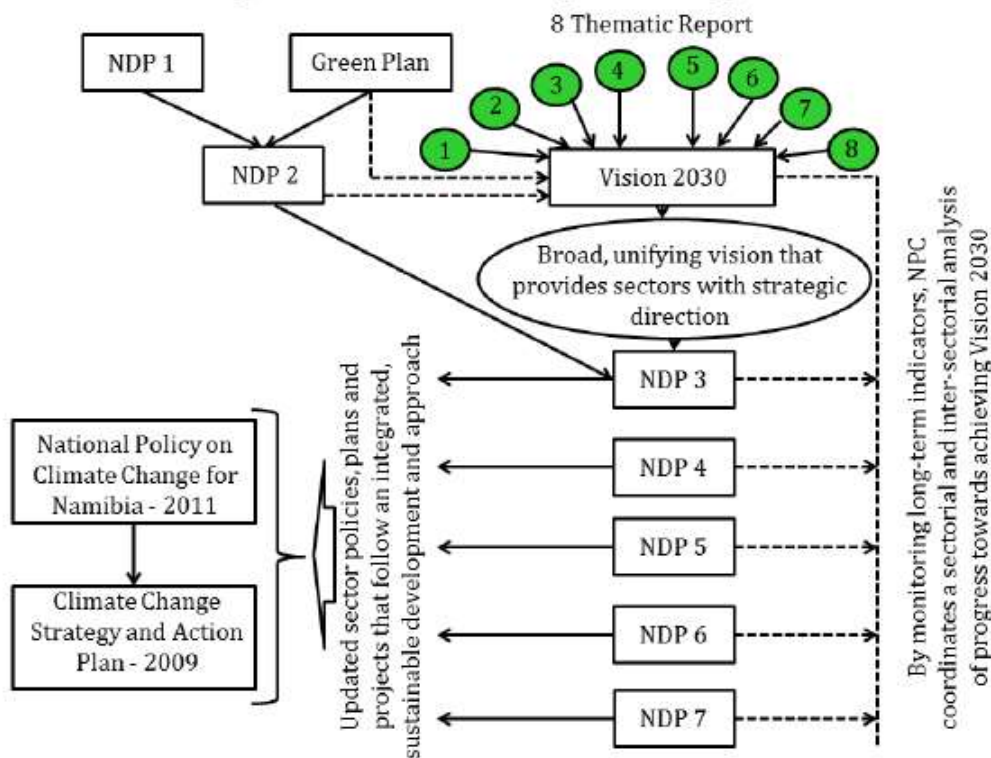 8 Thematic Report
NDP 1
Green Plan
1
2
3
4
5
6
7
8
NDP 2
Vision 2030
Broad, unifying vision that
provides sectors with strategic
direction
NDP 3
NDP 4
NDP 5
NDP 6
NDP 7
National Policy on
Climate Change for
Namibia - 2011
Climate Change
Strategy and Action
Plan - 2009
Updated sector policies, plans and
projects that follow an integrated,
sustainable development and approach
By monitoring long-term indicators, NPC
coordinates a sectorial and inter-sectorial analysis
of progress towards achieving Vision 2030